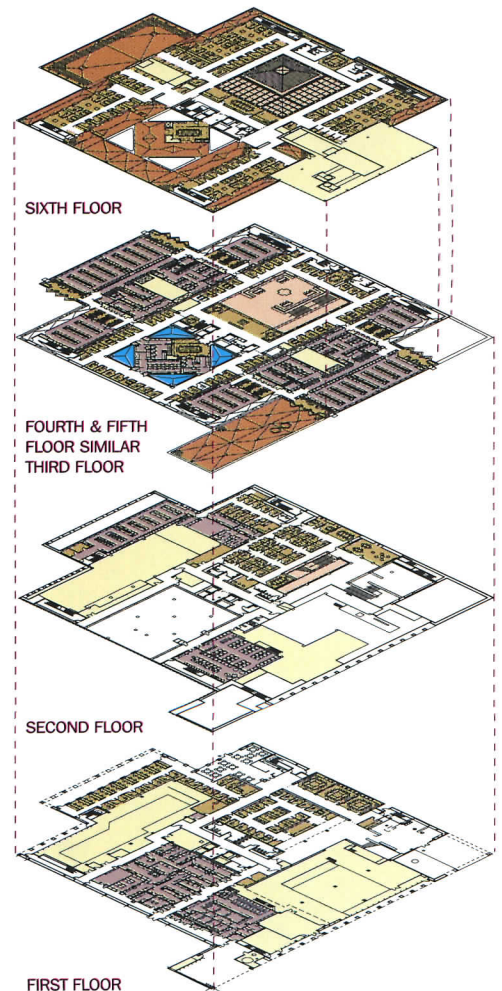 SIXTH FLOOR
FOURTH & FIFTH
FLOOR SIMILAR
THIRD FLOOR
SECOND FLOOR
FIRST FLOOR